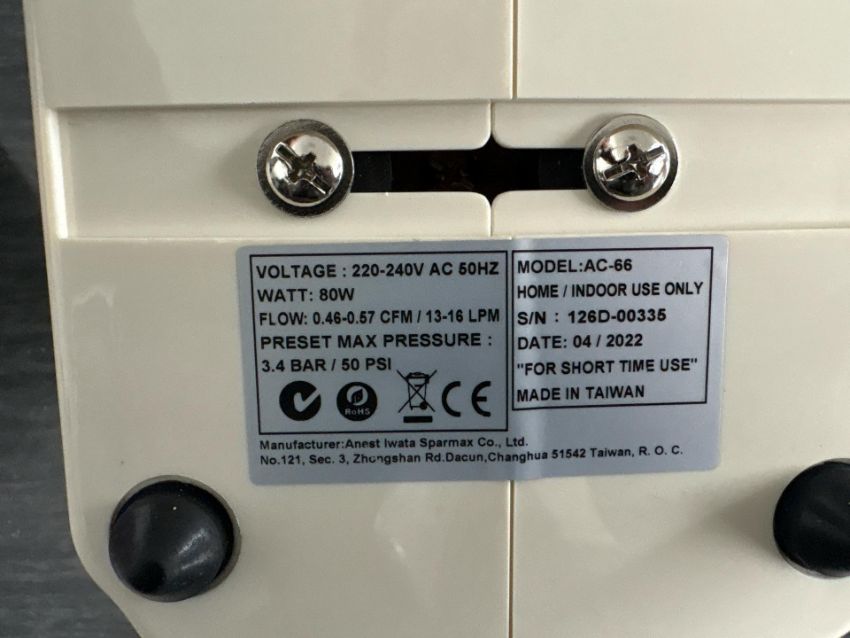 VOLTAGE : 220-240V AC 50HZ
WATT: 80W
FLOW: 0.46-0.57 CFM / 13-16 LPM
PRESET MAX PRESSURE :
3.4 BAR / 50 PSI
RoHS
CE
MODEL:AC-66
HOME / INDOOR USE ONLY
S/N : 126D-00335
DATE: 04 / 2022
"FOR SHORT TIME USE"
MADE IN TAIWAN
Manufacturer:Anest Iwata Sparmax Co., Ltd.
No.121, Sec. 3, Zhongshan Rd.Dacun,Changhua 51542 Taiwan, R. O. C.